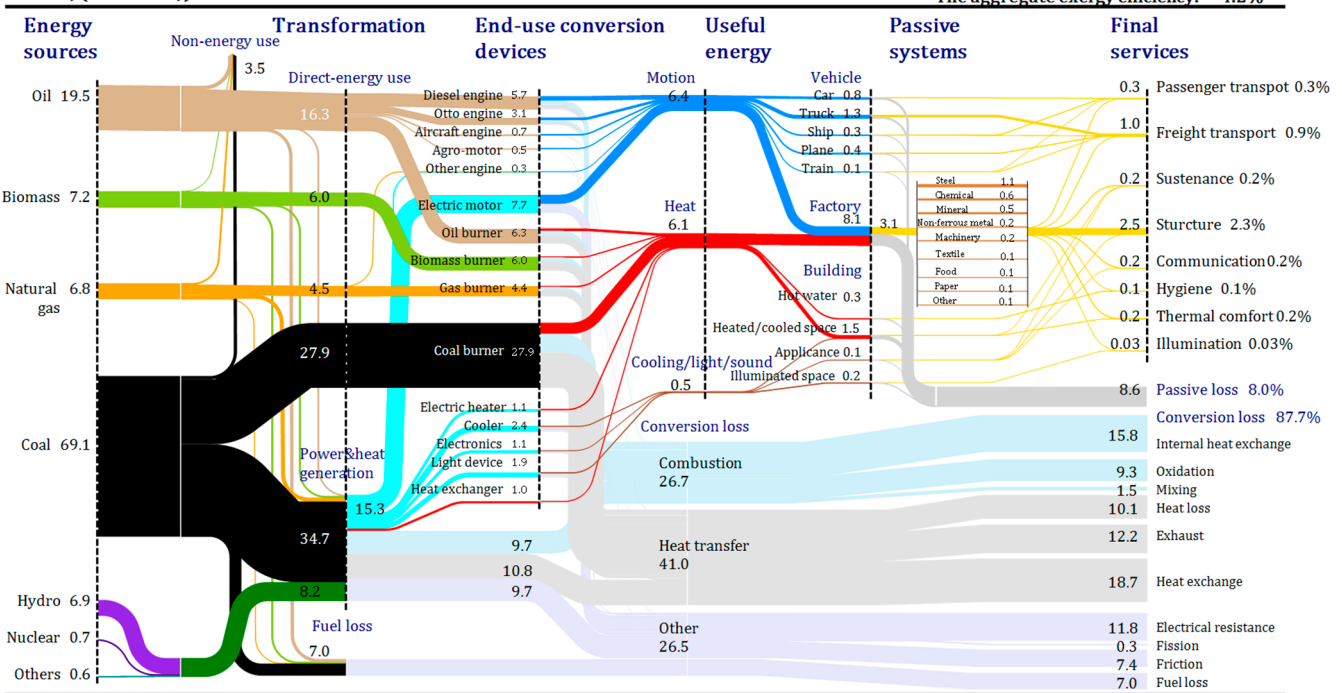 Energy sources
Transformation
End-use conversion devices
Useful energy
Passive systems
Final services
Non-energy use
3.5
Direct-energy use
Motion
6.4
Vehicle
Oil 19.5
16.3
Diesel engine 5.7
Otto engine 3.1
Aircraft engine 0.7
Agro-motor 0.5
Other engine 0.3
Car 0.8
Truck 1.3
Ship 0.3
Plane 0.4
Train 0.1
0.3 Passenger transpot 0.3%
1.0 Freight transport 0.9%
Biomass 7.2
6.0
Electric motor 7.7
Oil burner 6.3
Biomass burner 6.0
Heat
6.1
Factory
8.1
3.1
Steel 1.1
Chemical 0.6
Mineral 0.5
Non-ferrous metal 0.2
Machinery 0.2
Textile 0.1
Food 0.1
Paper 0.1
Other 0.1
0.2 Sustenance 0.2%
2.5 Sturcture 2.3%
0.2 Communication 0.2%
0.1 Hygiene 0.1%
0.2 Thermal comfort 0.2%
0.03 Illumination 0.03%
Natural gas 6.8
4.5
Gas burner 4.4
Building
Hot water 0.3
Heated/cooled space 1.5
Applicance 0.1
Illuminated space 0.2
27.9
Coal burner 27.9
Cooling/light/sound
0.5
8.6 Passive loss 8.0%
Coal 69.1
Electric heater 1.1
Cooler 2.4
Electronics 1.1
Light device 1.9
Heat exchanger 1.0
Power&heat generation
15.3
34.7
8.2
Conversion loss
Combustion
26.7
Conversion loss 87.7%
15.8 Internal heat exchange
9.3 Oxidation
1.5 Mixing
10.1 Heat loss
9.7
10.8
9.7
Heat transfer
41.0
12.2 Exhaust
18.7 Heat exchange
Hydro 6.9
Nuclear 0.7
Others 0.6
Fuel loss
7.0
Other
26.5
11.8 Electrical resistance
0.3 Fission
7.4 Friction
7.0 Fuel loss